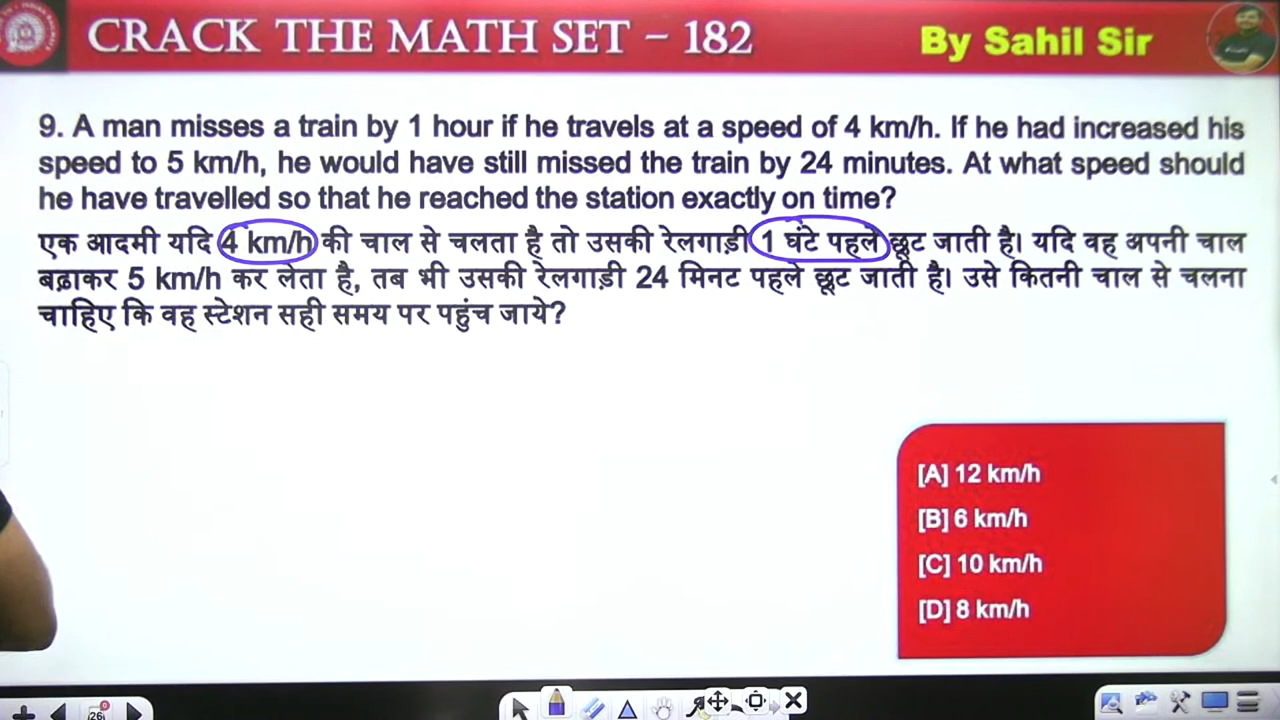 CRACK THE MATH SET – 182
By Sahil Sir
9. A man misses a train by 1 hour if he travels at a speed of 4 km/h. If he had increased his
speed to 5 km/h, he would have still missed the train by 24 minutes. At what speed should
he have travelled so that he reached the station exactly on time?
एक आदमी यदि 4 km/h की चाल से चलता है तो उसकी रेलगाड़ी 1 घंटे पहले छूट जाती है। यदि वह अपनी चाल
बढ़ाकर 5 km/h कर लेता है, तब भी उसकी रेलगाड़ी 24 मिनट पहले छूट जाती है। उसे कितनी चाल से चलना
चाहिए कि वह स्टेशन सही समय पर पहुंच जाये?
[A] 12 km/h
[B] 6 km/h
[C] 10 km/h
[D] 8 km/h
26